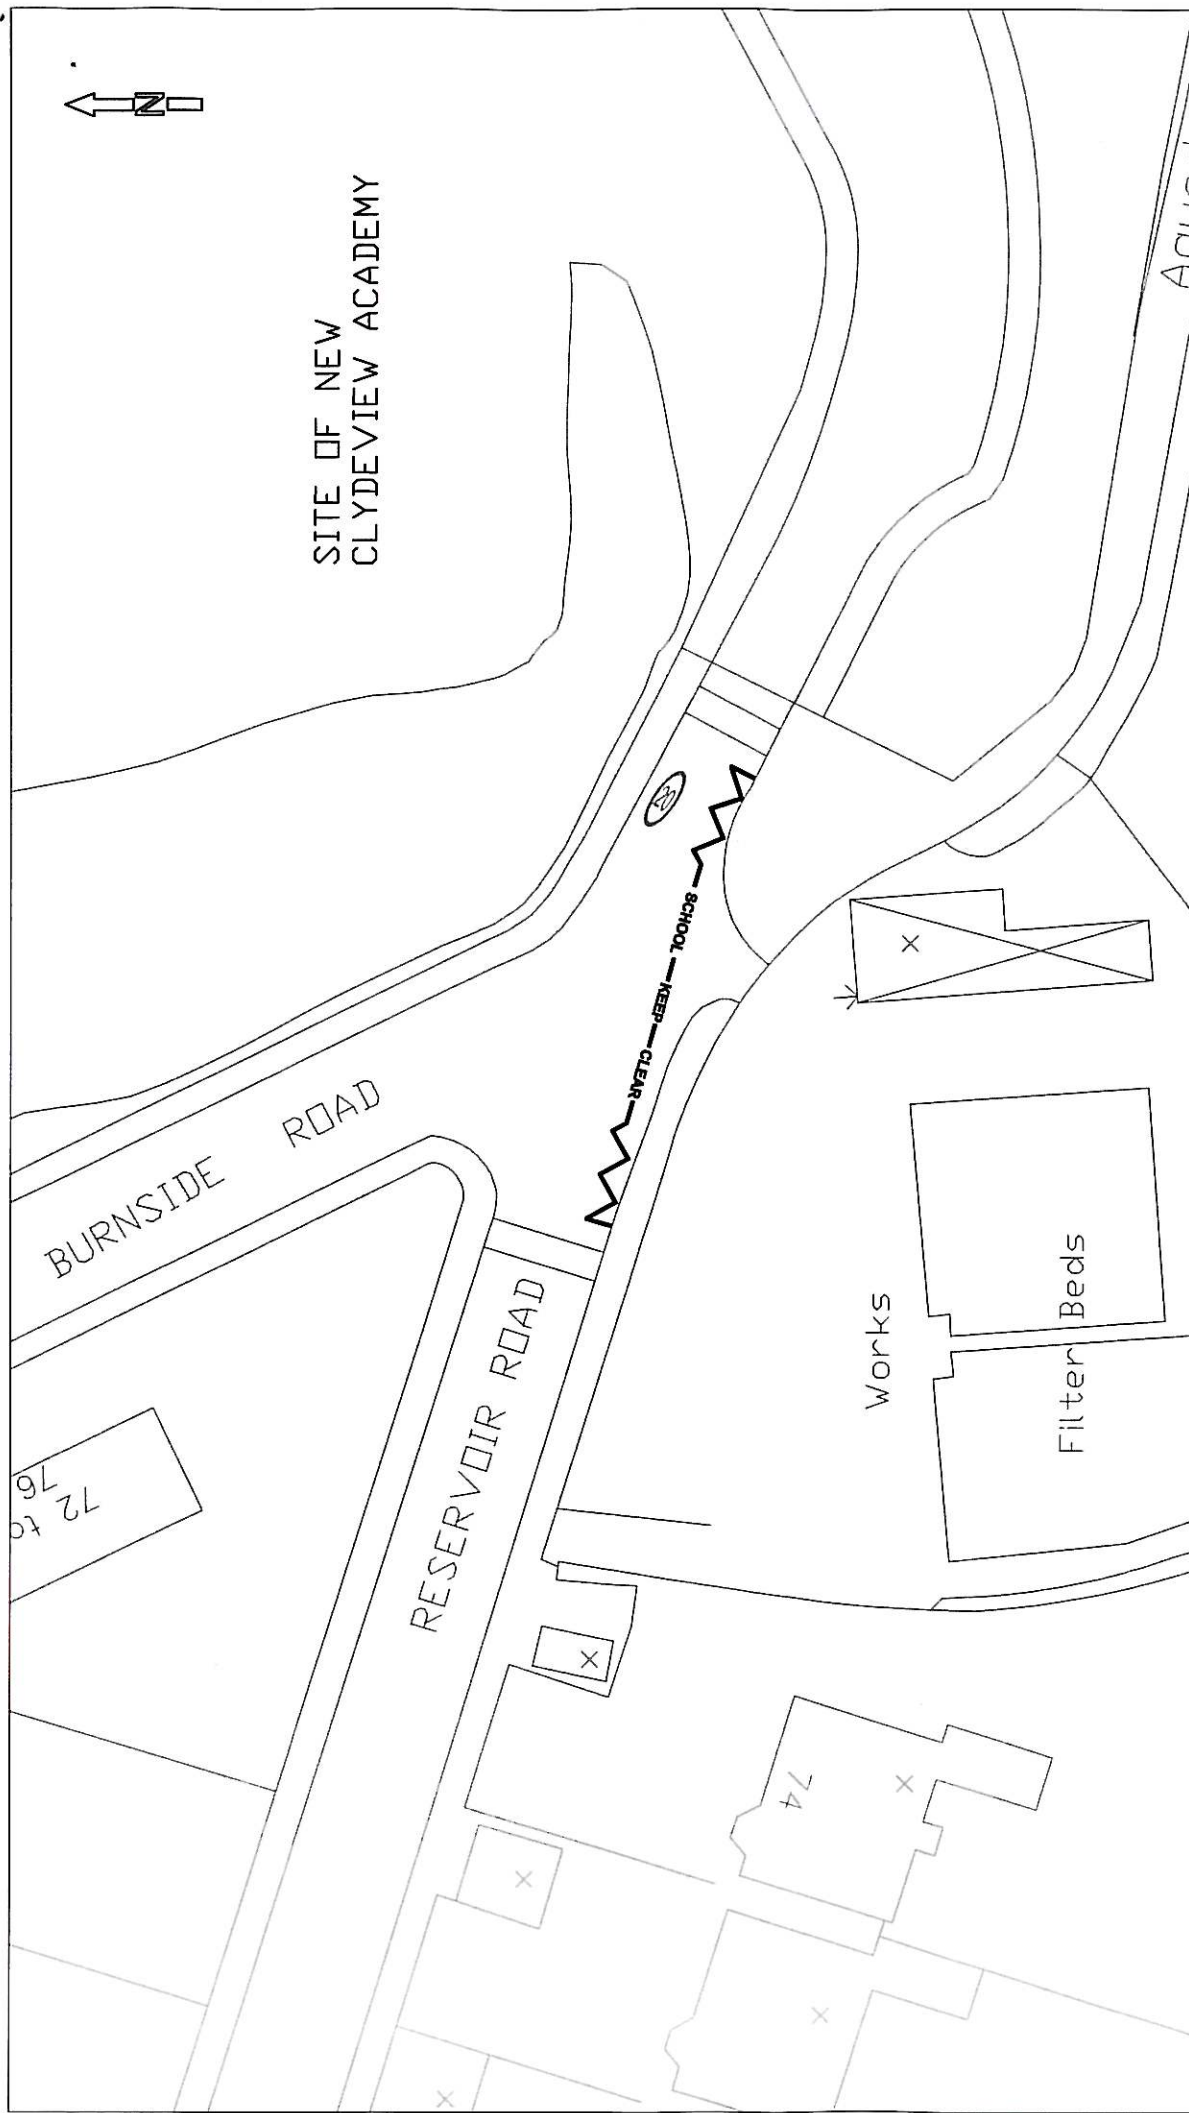 N
SITE OF NEW
CLYDEVIEW ACADEMY
20
SCHOOL KEEP CLEAR
BURNSIDE ROAD
RESERVOIR ROAD
72 to
76
Works
Filter Beds
74